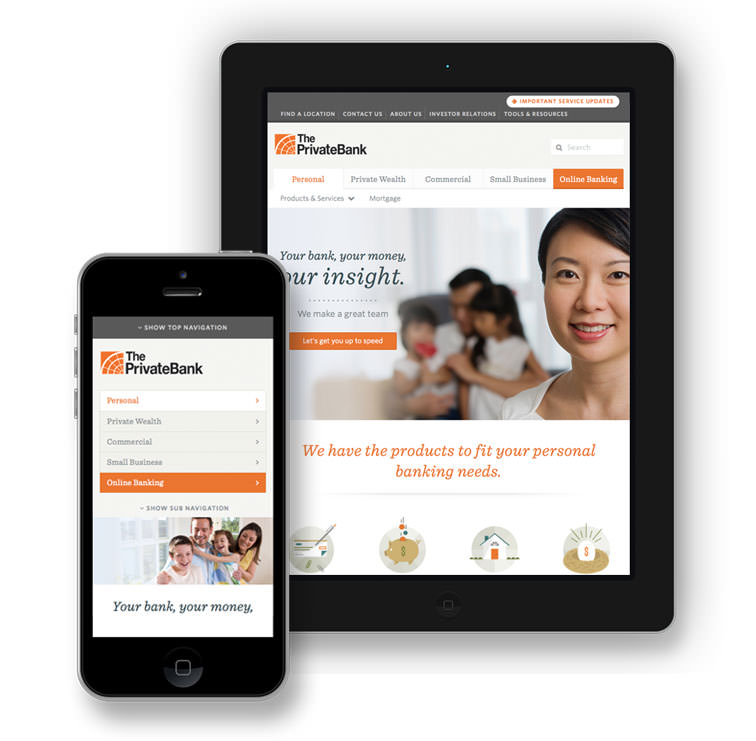 IMPORTANT SERVICE UPDATES
FIND A LOCATION CONTACT US ABOUT US INVESTOR RELATIONS TOOLS & RESOURCES
The
PrivateBank
Search
Personal Private Wealth Commercial Small Business Online Banking
Products & Services Mortgage
Your bank, your money,
our insight.
We make a great team
Let's get you up to speed
We have the products to fit your personal
banking needs.
SHOW TOP NAVIGATION
The
PrivateBank
Personal
Private Wealth
Commercial
Small Business
Online Banking
SHOW SUB NAVIGATION
Your bank, your money,